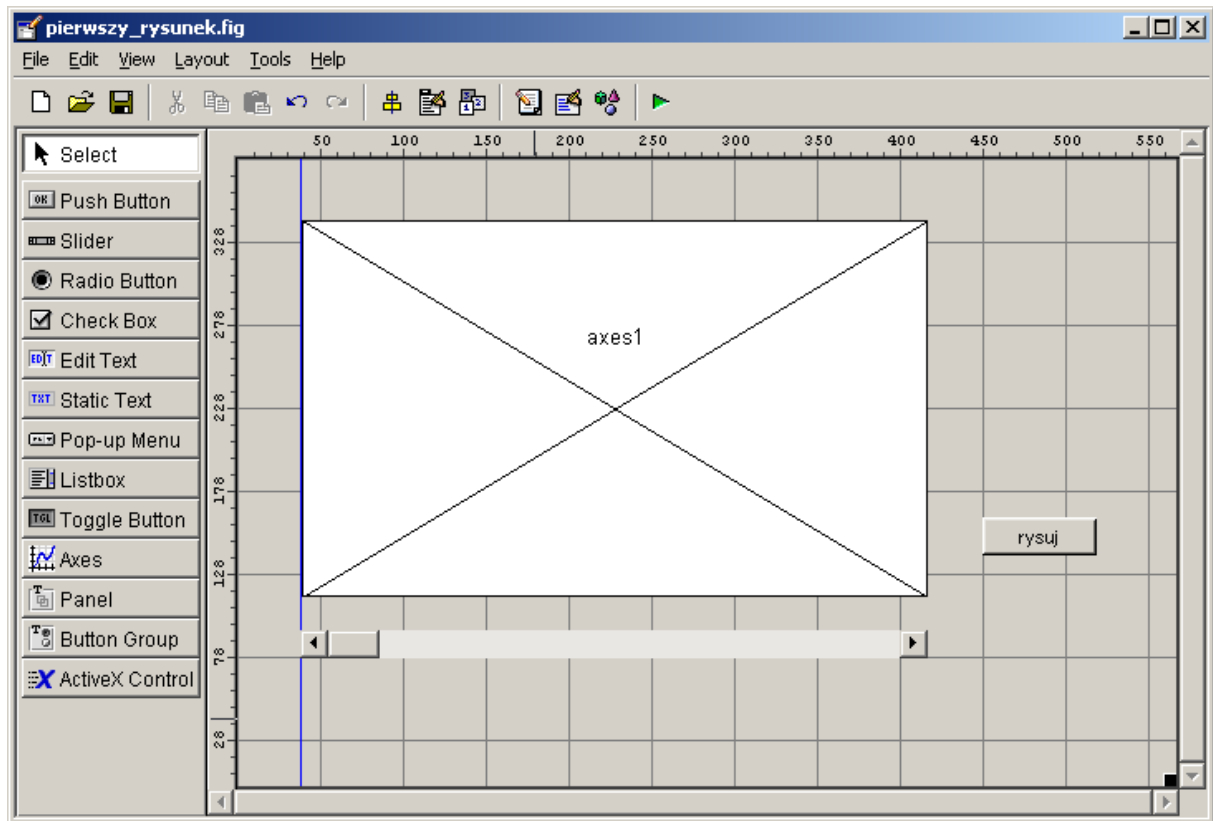 pierwszy_rysunek.fig
File Edit View Layout Tools Help
Select
Push Button
Slider
Radio Button
Check Box
Edit Text
Static Text
Pop-up Menu
Listbox
Toggle Button
Axes
Panel
Button Group
ActiveX Control
50 100 150 200 250 300 350 400 450 500 550
328
278
228
178
128
78
28
axes1
rysuj